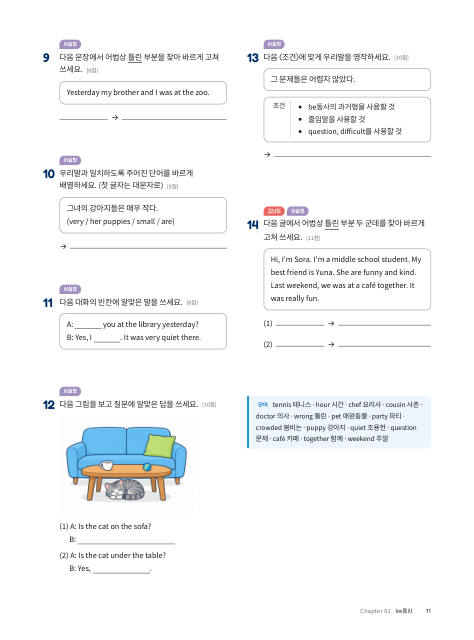 서술형
9 다음 문장에서 어법상 틀린 부분을 찾아 바르게 고쳐
쓰세요. [8점]
Yesterday my brother and I was at the zoo.
→
서술형
10 우리말과 일치하도록 주어진 단어를 바르게
배열하세요. (첫 글자는 대문자로) [8점]
그녀의 강아지들은 매우 작다.
(very / her puppies / small / are)
→
서술형
11 다음 대화의 빈칸에 알맞은 말을 쓰세요. [8점]
A: ______ you at the library yesterday?
B: Yes, I ______. It was very quiet there.
서술형
12 다음 그림을 보고 질문에 알맞은 답을 쓰세요. [10점]
(1) A: Is the cat on the sofa?
B: ______
(2) A: Is the cat under the table?
B: Yes, ______.
서술형
13 다음 〈조건〉에 맞게 우리말을 영작하세요. [10점]
그 문제들은 어렵지 않았다.
조건
• be동사의 과거형을 사용할 것
• 줄임말을 사용할 것
• question, difficult를 사용할 것
→
고난도 서술형
14 다음 글에서 어법상 틀린 부분 두 군데를 찾아 바르게
고쳐 쓰세요. [11점]
Hi, I'm Sora. I'm a middle school student. My
best friend is Yuna. She are funny and kind.
Last weekend, we was at a café together. It
was really fun.
(1) ______ → ______
(2) ______ → ______
단어 tennis 테니스 · hour 시간 · chef 요리사 · cousin 사촌 ·
doctor 의사 · wrong 틀린 · pet 애완동물 · party 파티 ·
crowded 붐비는 · puppy 강아지 · quiet 조용한 · question
문제 · café 카페 · together 함께 · weekend 주말
Chapter 01 be동사 11